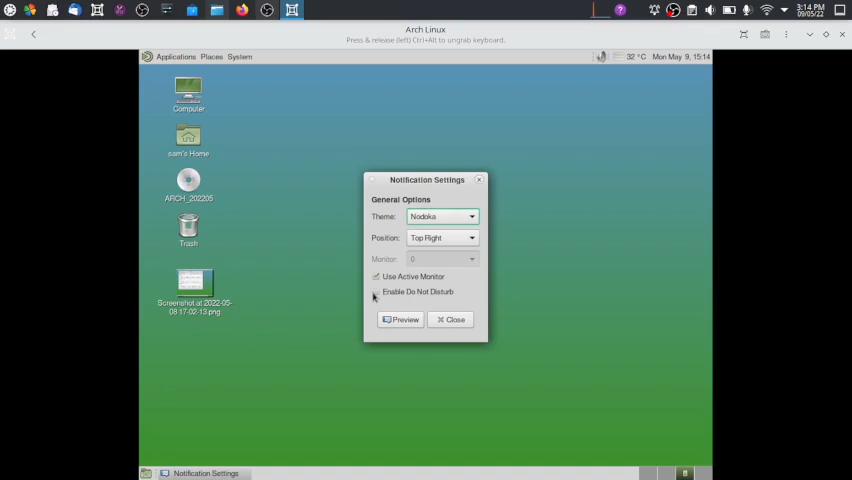 3:14 PM
09/05/22
Arch Linux
Press & release (left) Ctrl+Alt to ungrab keyboard.
Applications Places System
32 °C Mon May 9, 15:14
Computer
sam's Home
ARCH_202205
Trash
Screenshot at 2022-05-
08 17-02-13.png
Notification Settings
General Options
Theme: Nodoka
Position: Top Right
Monitor: 0
Use Active Monitor
Enable Do Not Disturb
Preview Close
Notification Settings